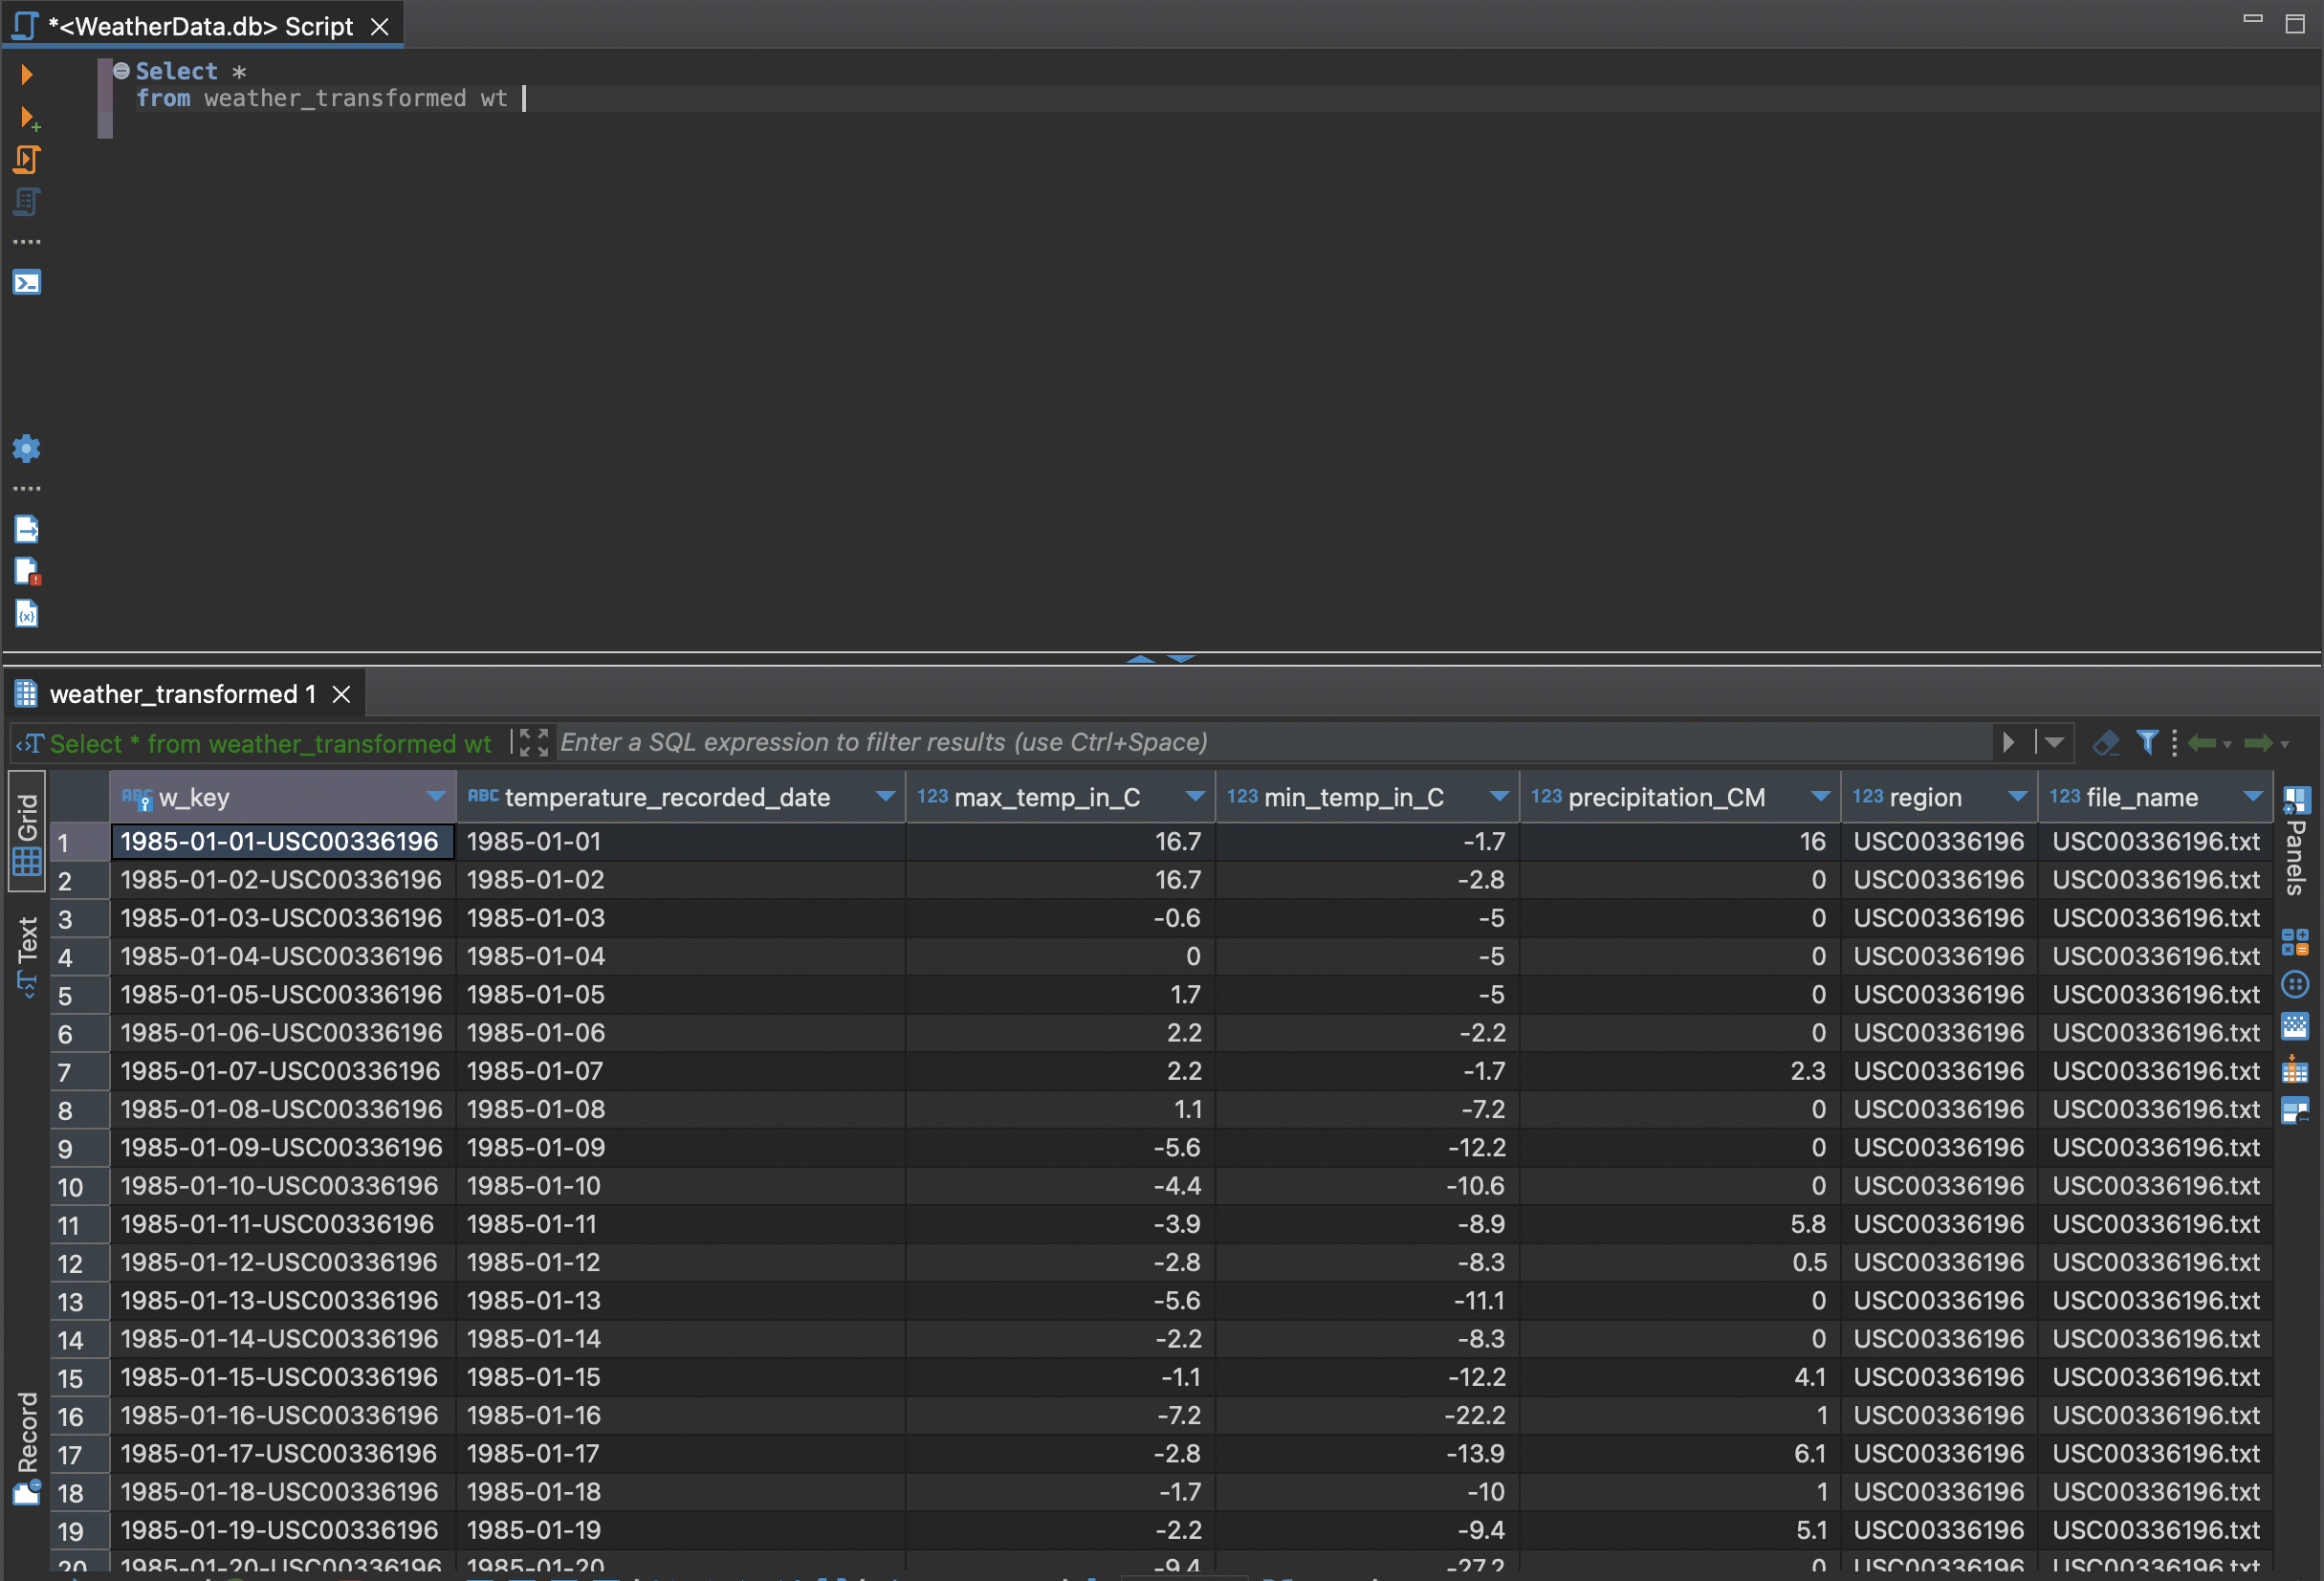 *<WeatherData.db> Script
Select *
from weather_transformed wt
weather_transformed 1
Select * from weather_transformed wt Enter a SQL expression to filter results (use Ctrl+Space)
Grid
Text
Record
Panels
ABC w_key ABC temperature_recorded_date 123 max_temp_in_C 123 min_temp_in_C 123 precipitation_CM 123 region 123 file_name
1 1985-01-01-USC00336196 1985-01-01 16.7 -1.7 16 USC00336196 USC00336196.txt
2 1985-01-02-USC00336196 1985-01-02 16.7 -2.8 0 USC00336196 USC00336196.txt
3 1985-01-03-USC00336196 1985-01-03 -0.6 -5 0 USC00336196 USC00336196.txt
4 1985-01-04-USC00336196 1985-01-04 0 -5 0 USC00336196 USC00336196.txt
5 1985-01-05-USC00336196 1985-01-05 1.7 -5 0 USC00336196 USC00336196.txt
6 1985-01-06-USC00336196 1985-01-06 2.2 -2.2 0 USC00336196 USC00336196.txt
7 1985-01-07-USC00336196 1985-01-07 2.2 -1.7 2.3 USC00336196 USC00336196.txt
8 1985-01-08-USC00336196 1985-01-08 1.1 -7.2 0 USC00336196 USC00336196.txt
9 1985-01-09-USC00336196 1985-01-09 -5.6 -12.2 0 USC00336196 USC00336196.txt
10 1985-01-10-USC00336196 1985-01-10 -4.4 -10.6 0 USC00336196 USC00336196.txt
11 1985-01-11-USC00336196 1985-01-11 -3.9 -8.9 5.8 USC00336196 USC00336196.txt
12 1985-01-12-USC00336196 1985-01-12 -2.8 -8.3 0.5 USC00336196 USC00336196.txt
13 1985-01-13-USC00336196 1985-01-13 -5.6 -11.1 0 USC00336196 USC00336196.txt
14 1985-01-14-USC00336196 1985-01-14 -2.2 -8.3 0 USC00336196 USC00336196.txt
15 1985-01-15-USC00336196 1985-01-15 -1.1 -12.2 4.1 USC00336196 USC00336196.txt
16 1985-01-16-USC00336196 1985-01-16 -7.2 -22.2 1 USC00336196 USC00336196.txt
17 1985-01-17-USC00336196 1985-01-17 -2.8 -13.9 6.1 USC00336196 USC00336196.txt
18 1985-01-18-USC00336196 1985-01-18 -1.7 -10 1 USC00336196 USC00336196.txt
19 1985-01-19-USC00336196 1985-01-19 -2.2 -9.4 5.1 USC00336196 USC00336196.txt
20 1985-01-20-USC00336196 1985-01-20 -9.4 -27.2 0 USC00336196 USC00336196.txt